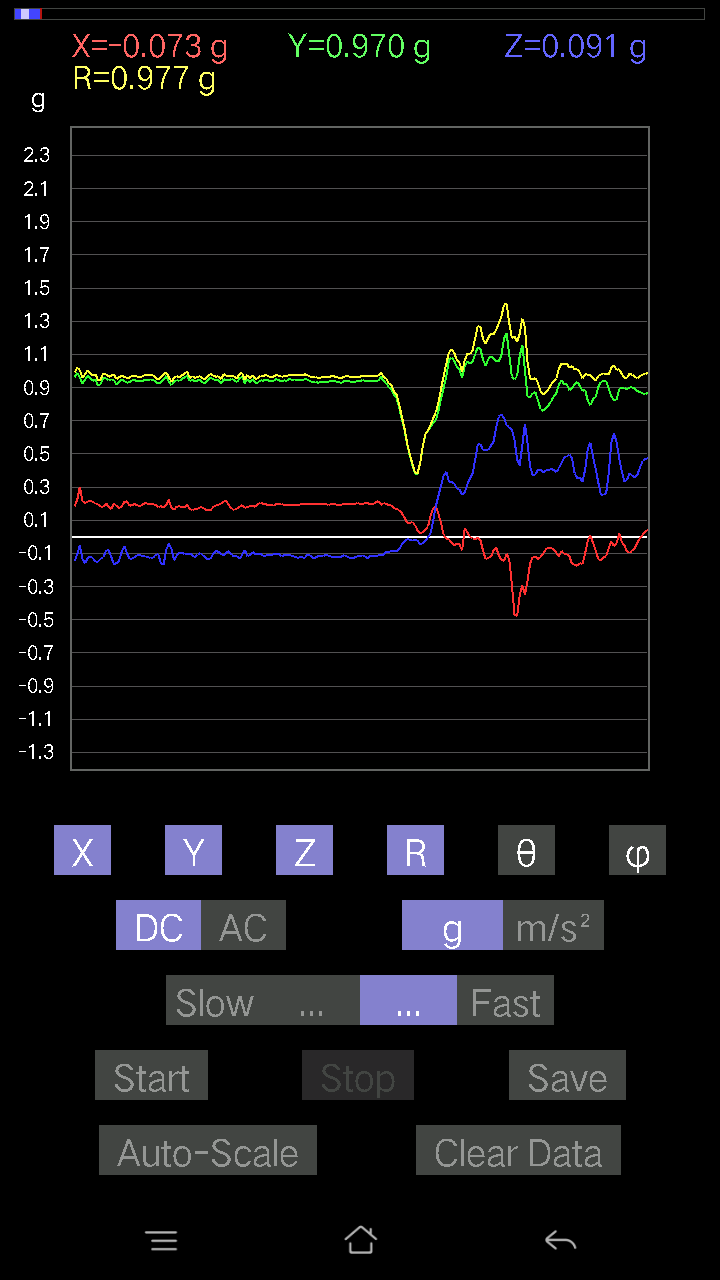 X=-0.073 g Y=0.970 g Z=0.091 g
R=0.977 g
g
2.3
2.1
1.9
1.7
1.5
1.3
1.1
0.9
0.7
0.5
0.3
0.1
-0.1
-0.3
-0.5
-0.7
-0.9
-1.1
-1.3
X Y Z R θ φ
DC AC g m/s²
Slow ... ... Fast
Start Stop Save
Auto-Scale Clear Data